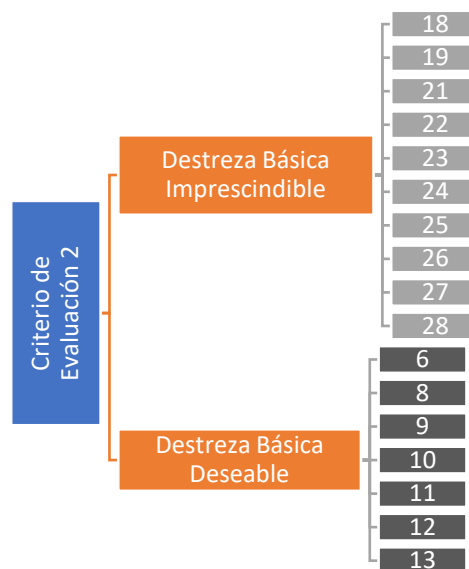 Criterio de
Evaluación 2
Destreza Básica
Imprescindible
18
19
21
22
23
24
25
26
27
28
Destreza Básica
Deseable
6
8
9
10
11
12
13